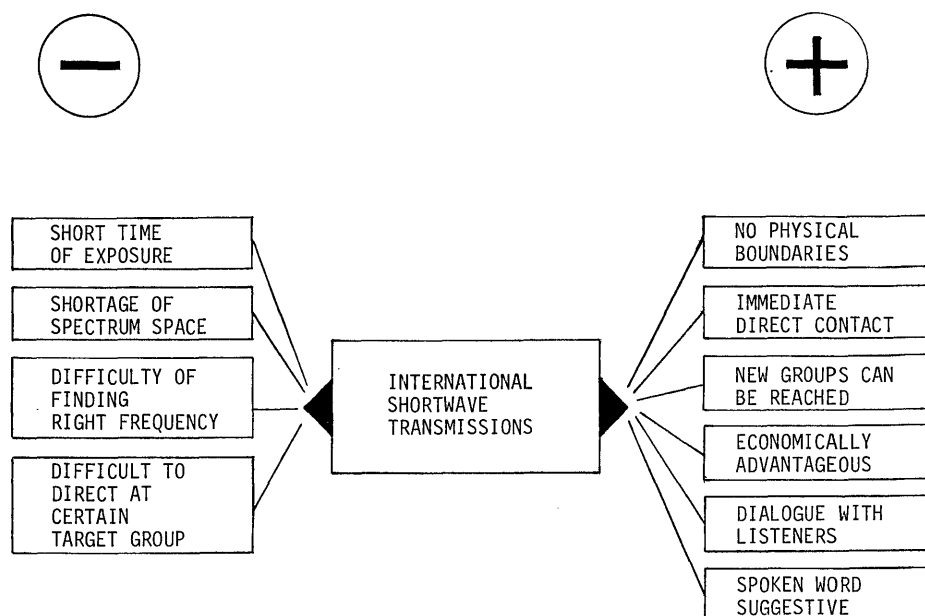 SHORT TIME
OF EXPOSURE
SHORTAGE OF
SPECTRUM SPACE
DIFFICULTY OF
FINDING
RIGHT FREQUENCY
DIFFICULT TO
DIRECT AT
CERTAIN
TARGET GROUP
INTERNATIONAL
SHORTWAVE
TRANSMISSIONS
NO PHYSICAL
BOUNDARIES
IMMEDIATE
DIRECT CONTACT
NEW GROUPS CAN
BE REACHED
ECONOMICALLY
ADVANTAGEOUS
DIALOGUE WITH
LISTENERS
SPOKEN WORD
SUGGESTIVE